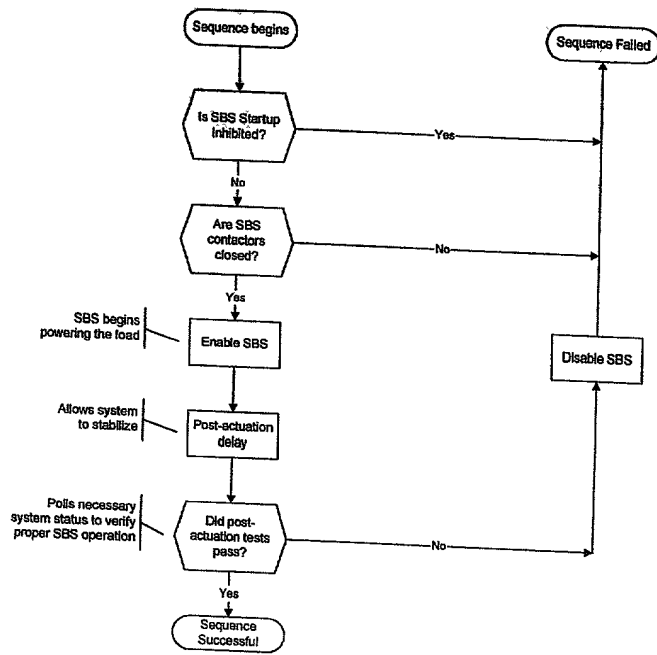 Sequence begins
Sequence Failed
Is SBS Startup
Inhibited?
Yes
No
Are SBS
contactors
closed?
No
Yes
SBS begins
powering the load
Enable SBS
Disable SBS
Allows system
to stabilize
Post-actuation
delay
Polls necessary
system status to verify
proper SBS operation
Did post-
actuation tests
pass?
No
Yes
Sequence
Successful